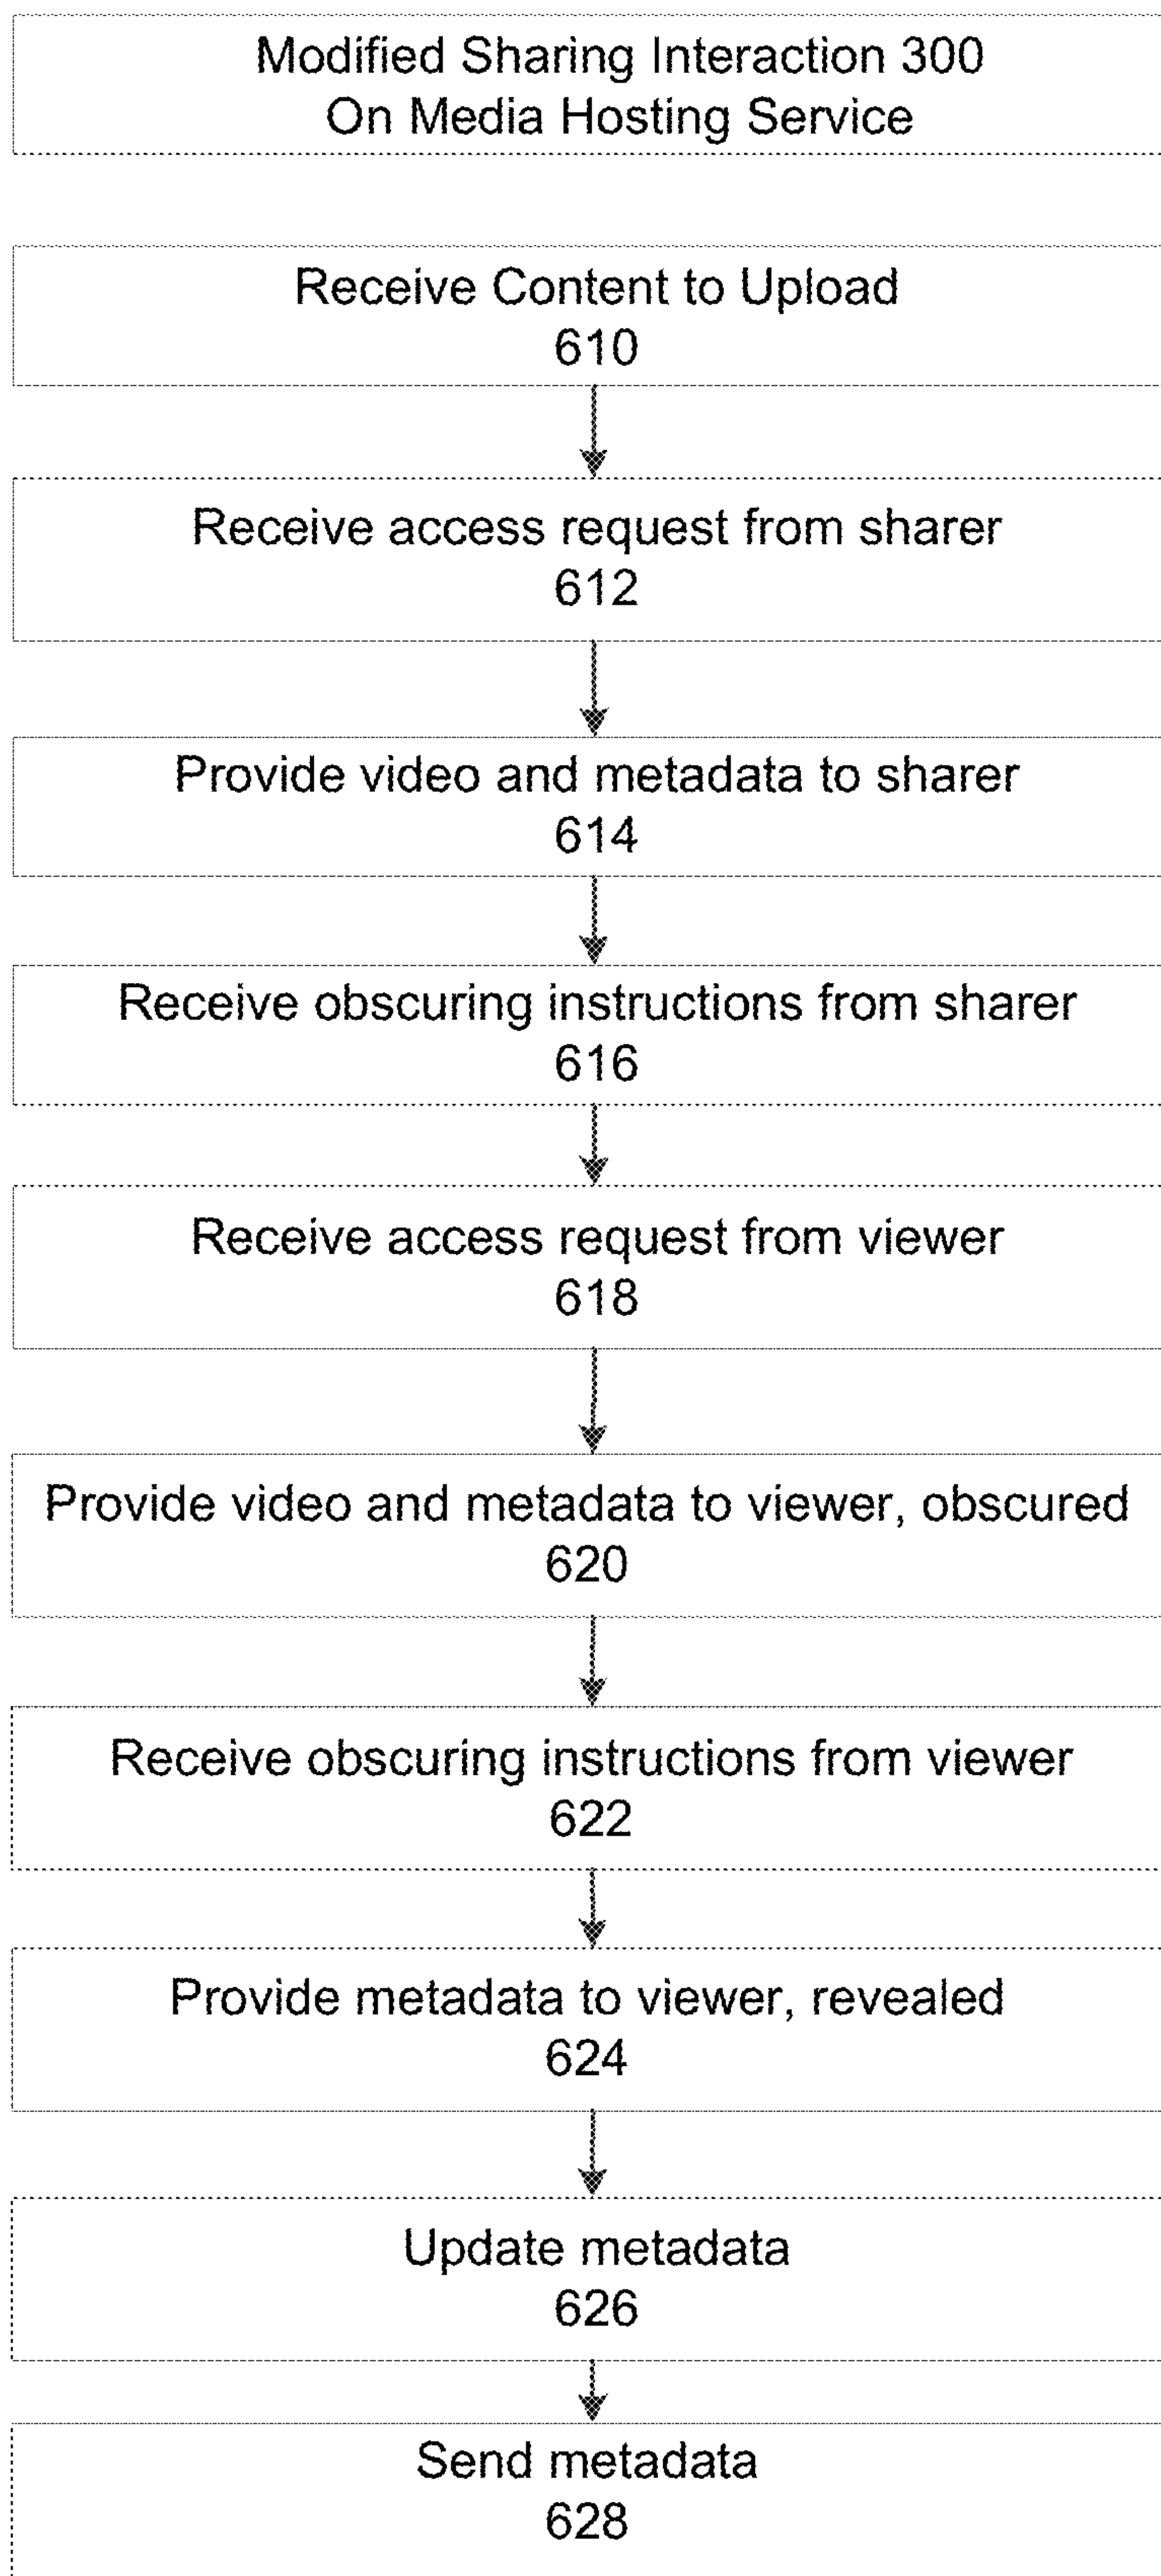 Modified Sharing Interaction 300
On Media Hosting Service
Receive Content to Upload
610
Receive access request from sharer
612
Provide video and metadata to sharer
614
Receive obscuring instructions from sharer
616
Receive access request from viewer
618
Provide video and metadata to viewer, obscured
620
Receive obscuring instructions from viewer
622
Provide metadata to viewer, revealed
624
Update metadata
626
Send metadata
628